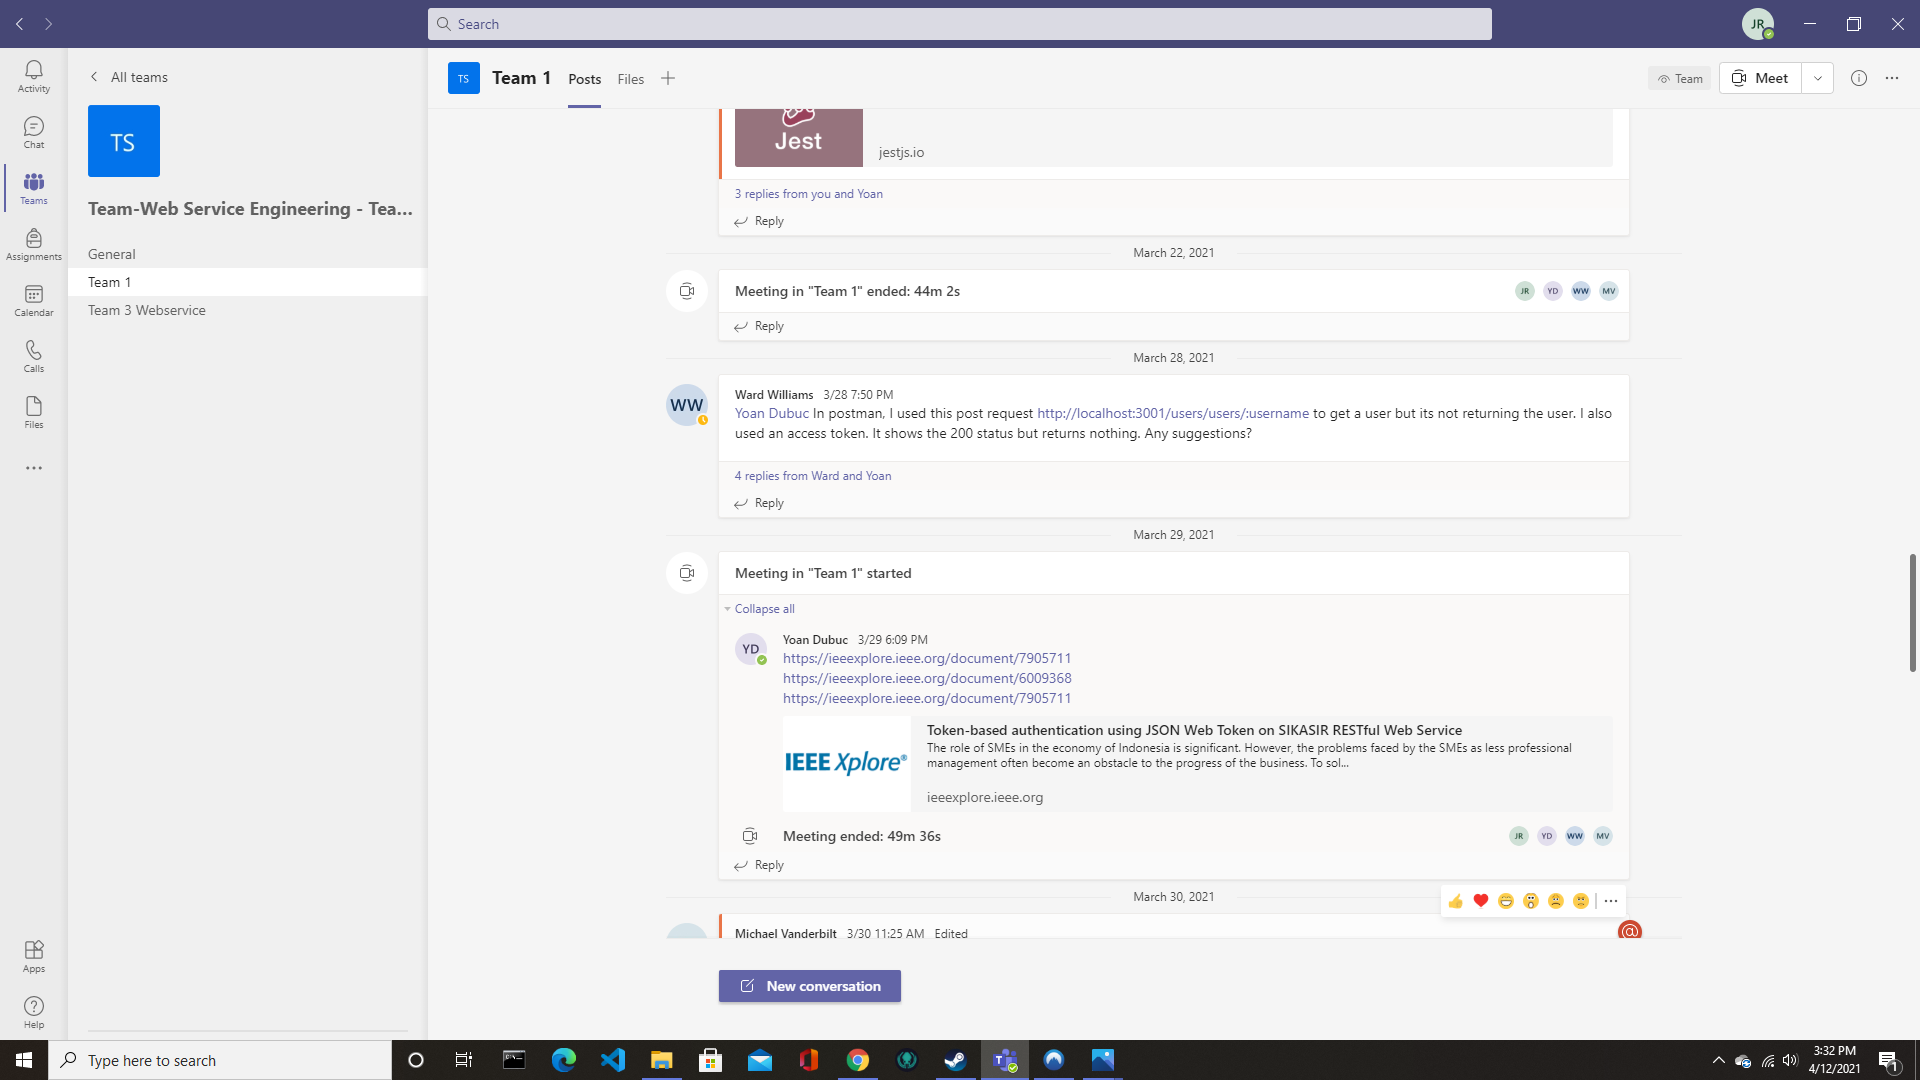 Search
JR
Activity
Chat
Teams
Assignments
Calendar
Calls
Files
Apps
Help
All teams
TS
Team-Web Service Engineering - Tea...
General
Team 1
Team 3 Webservice
TS
Team 1
Posts
Files
Team
Meet
Jest
jestjs.io
3 replies from you and Yoan
Reply
March 22, 2021
Meeting in "Team 1" ended: 44m 2s
JR YD WW MV
Reply
March 28, 2021
WW
Ward Williams 3/28 7:50 PM
Yoan Dubuc In postman, I used this post request http://localhost:3001/users/users/:username to get a user but its not returning the user. I also
used an access token. It shows the 200 status but returns nothing. Any suggestions?
4 replies from Ward and Yoan
Reply
March 29, 2021
Meeting in "Team 1" started
Collapse all
YD
Yoan Dubuc 3/29 6:09 PM
https://ieeexplore.ieee.org/document/7905711
https://ieeexplore.ieee.org/document/6009368
https://ieeexplore.ieee.org/document/7905711
IEEE Xplore®
Token-based authentication using JSON Web Token on SIKASIR RESTful Web Service
The role of SMEs in the economy of Indonesia is significant. However, the problems faced by the SMEs as less professional
management often become an obstacle to the progress of the business. To sol...
ieeexplore.ieee.org
Meeting ended: 49m 36s
JR YD WW MV
Reply
March 30, 2021
Michael Vanderbilt 3/30 11:25 AM Edited
@
New conversation
Type here to search
3:32 PM
4/12/2021
1